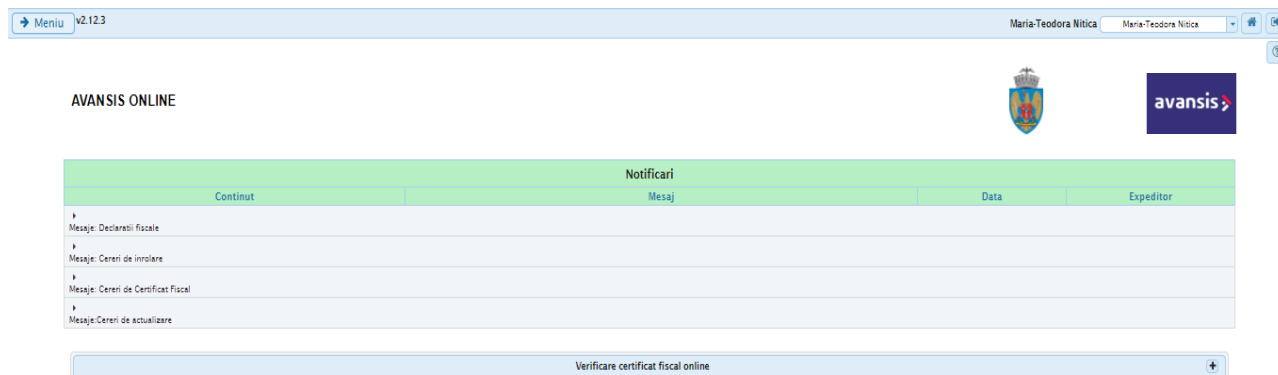 Meniu v2.12.3 Maria-Teodora Nitica Maria-Teodora Nitica
AVANSIS ONLINE avansis
Notificari
Continut Mesaj Data Expeditor
Mesaje: Declaratii fiscale
Mesaje: Cereri de inrolare
Mesaje: Cereri de Certificat Fiscal
Mesaje:Cereri de actualizare
Verificare certificat fiscal online